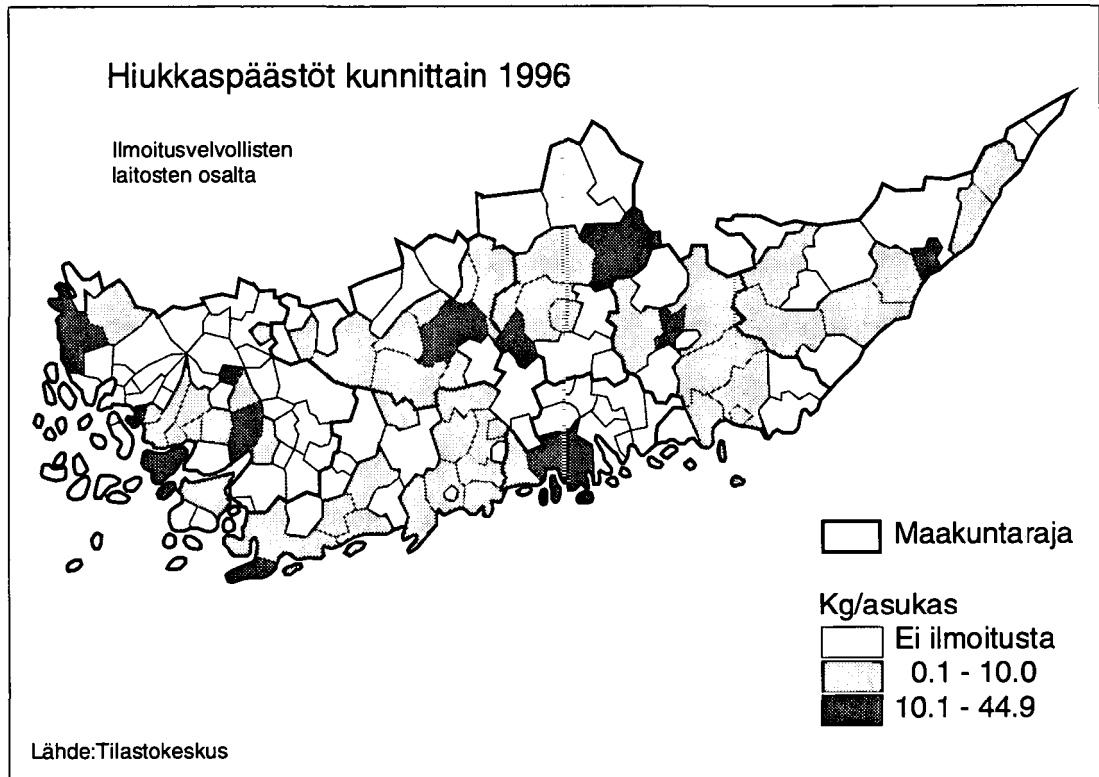 Hiukkaspäästöt kunnittain 1996
Ilmoitusvelvollisten
laitosten osalta
Maakuntaraja
Kg/asukas
Ei ilmoitusta
0.1 - 10.0
10.1 - 44.9
Lähde:Tilastokeskus